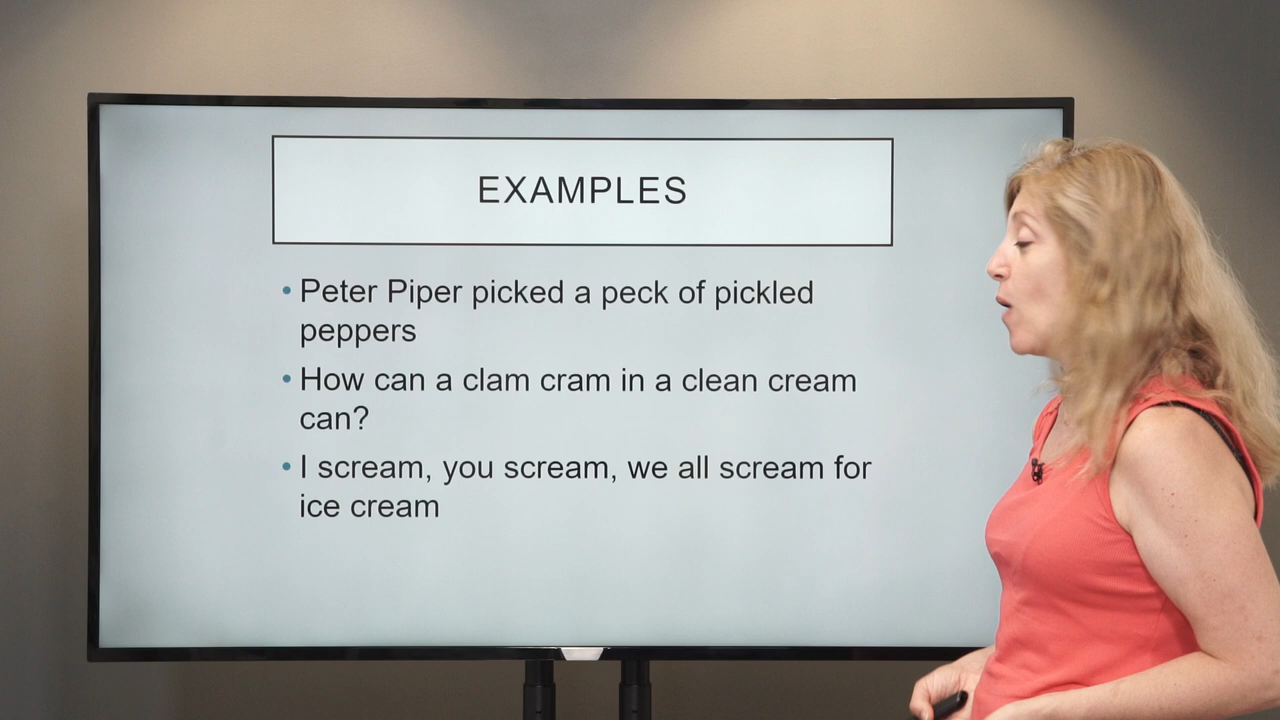 EXAMPLES
• Peter Piper picked a peck of pickled
peppers
• How can a clam cram in a clean cream
can?
• I scream, you scream, we all scream for
ice cream